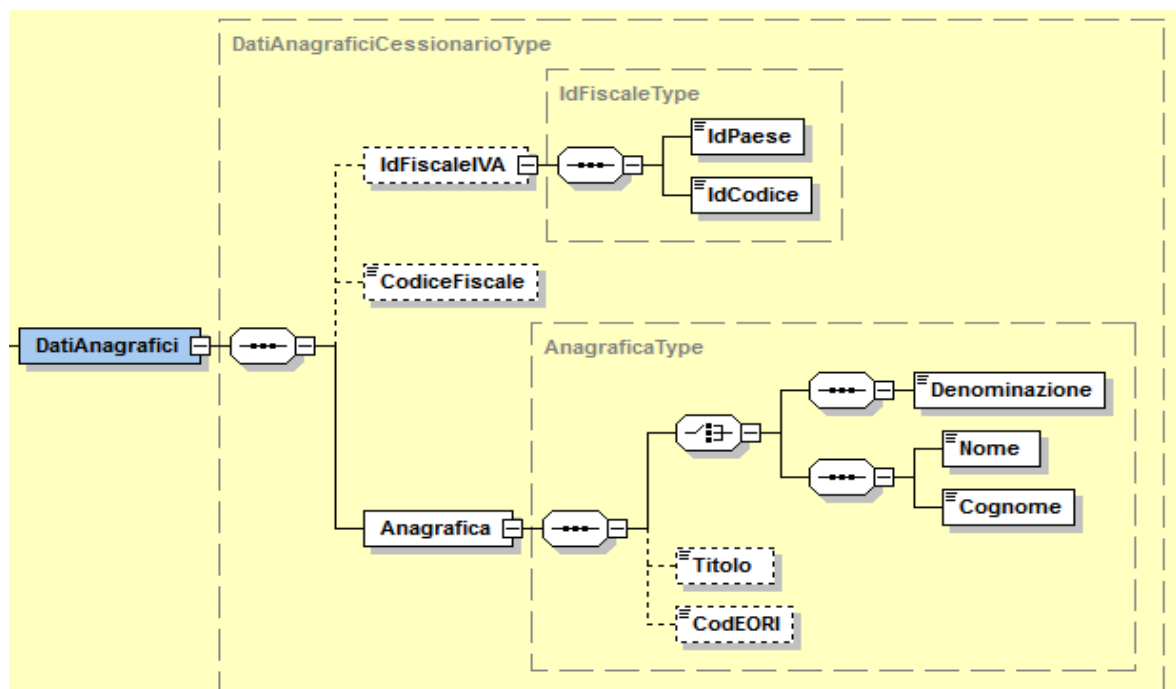 DatiAnagraficiCessionarioType
IdFiscaleType
IdPaese
IdFiscaleIVA
IdCodice
CodiceFiscale
DatiAnagrafici
AnagraficaType
Denominazione
Nome
Cognome
Anagrafica
Titolo
CodEORI